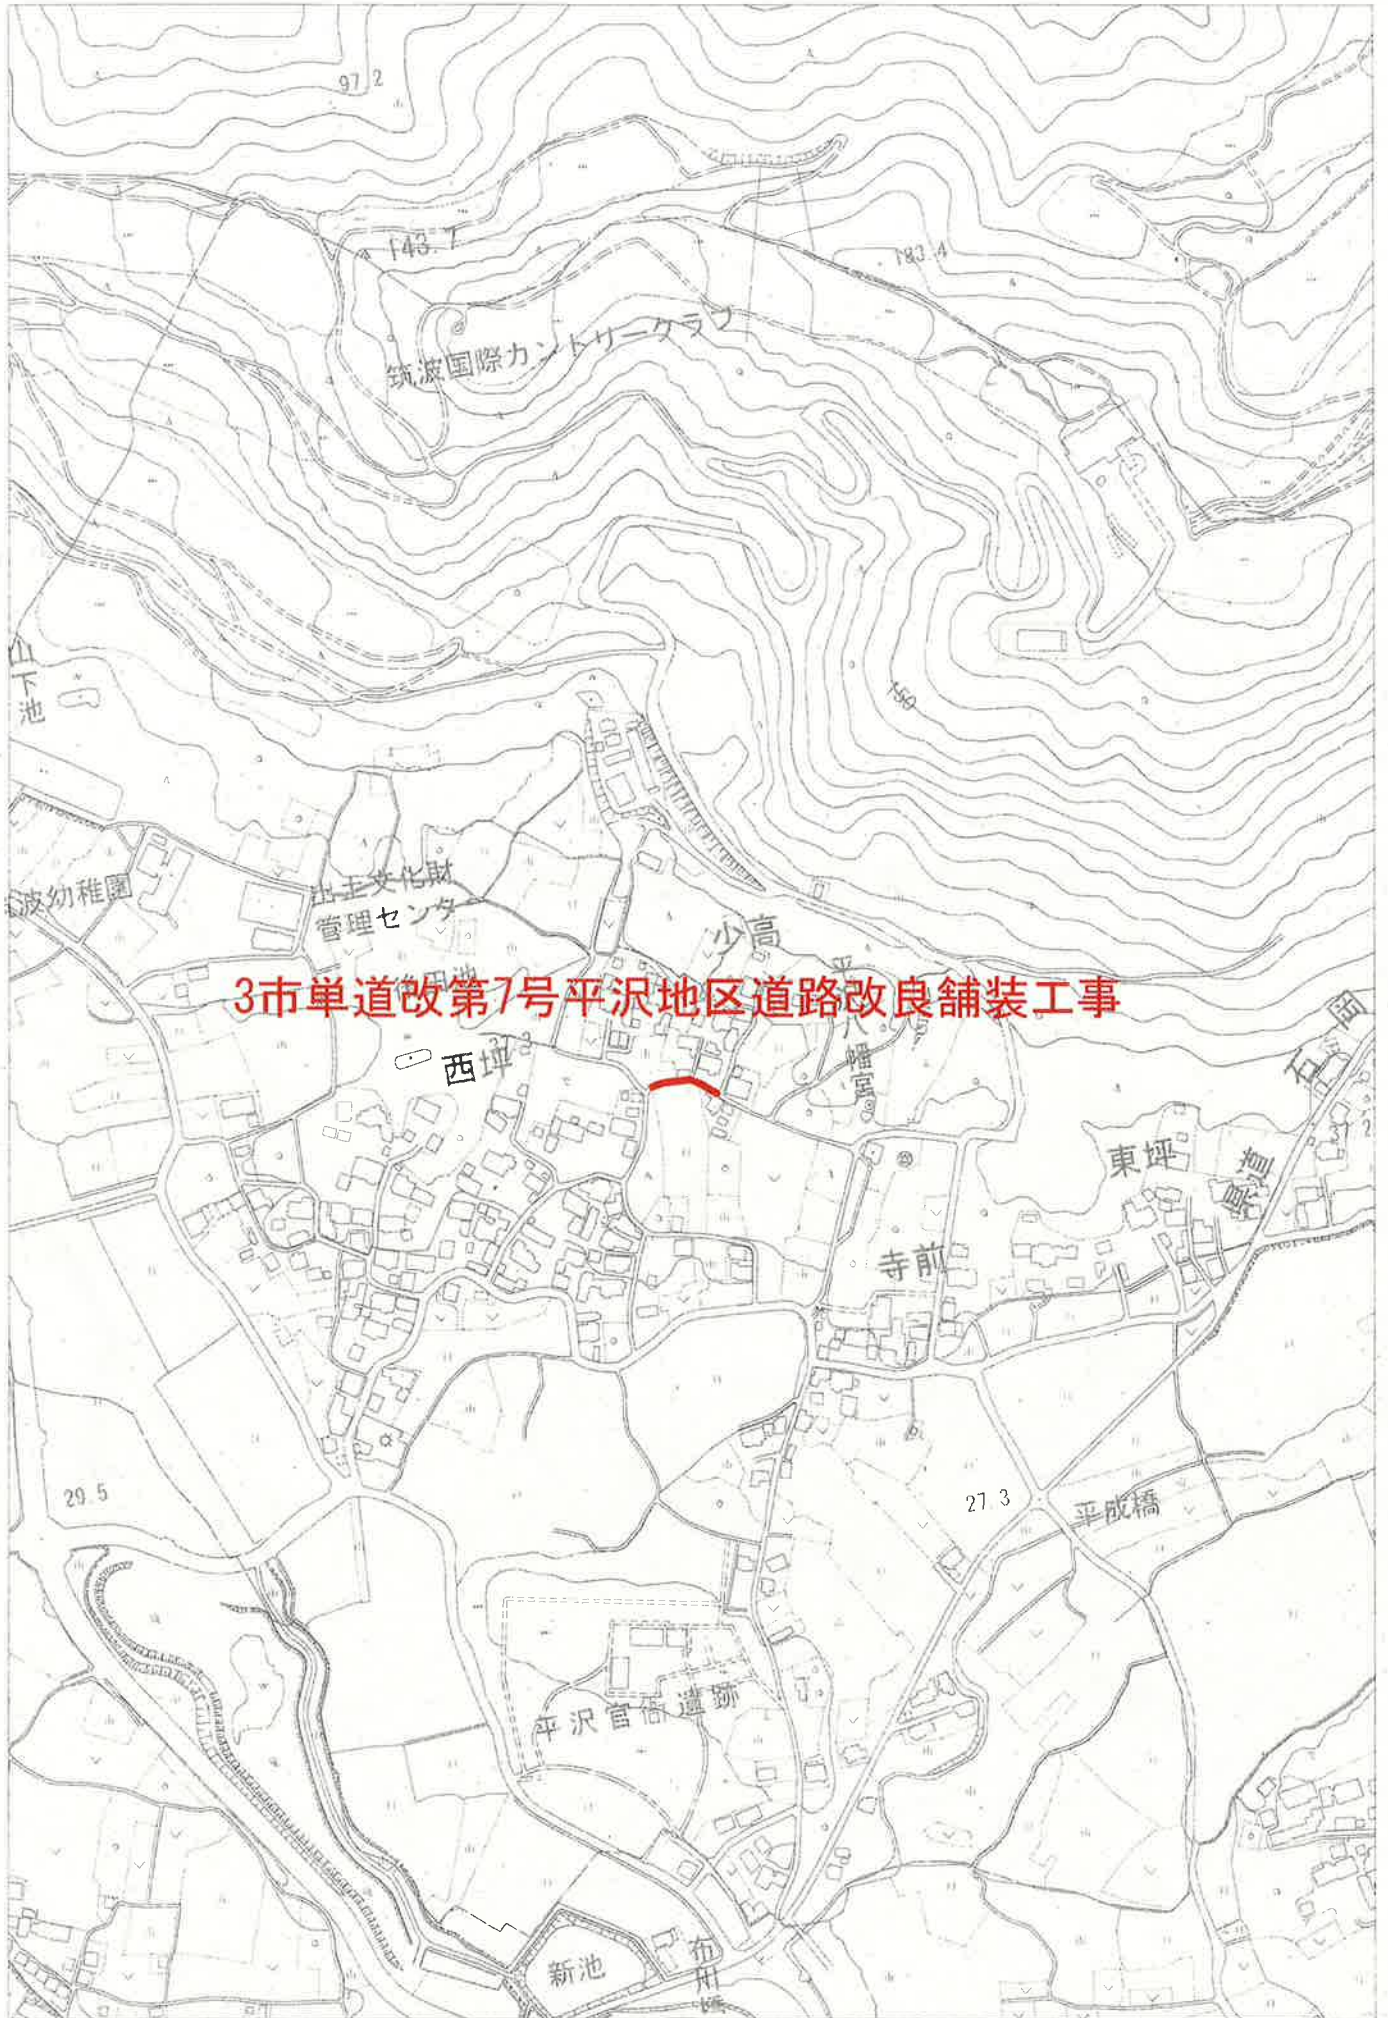 97.2
143.7
183.4
筑波国際カントリークラブ
150
山下池
波幼稚園
出土文化財
管理センター
小高
3市単道改第7号平沢地区道路改良舗装工事
西坪
八幡宮
石岡
県道
東坪
寺前
29.5
27.3
平成橋
平沢官衙遺跡
新池